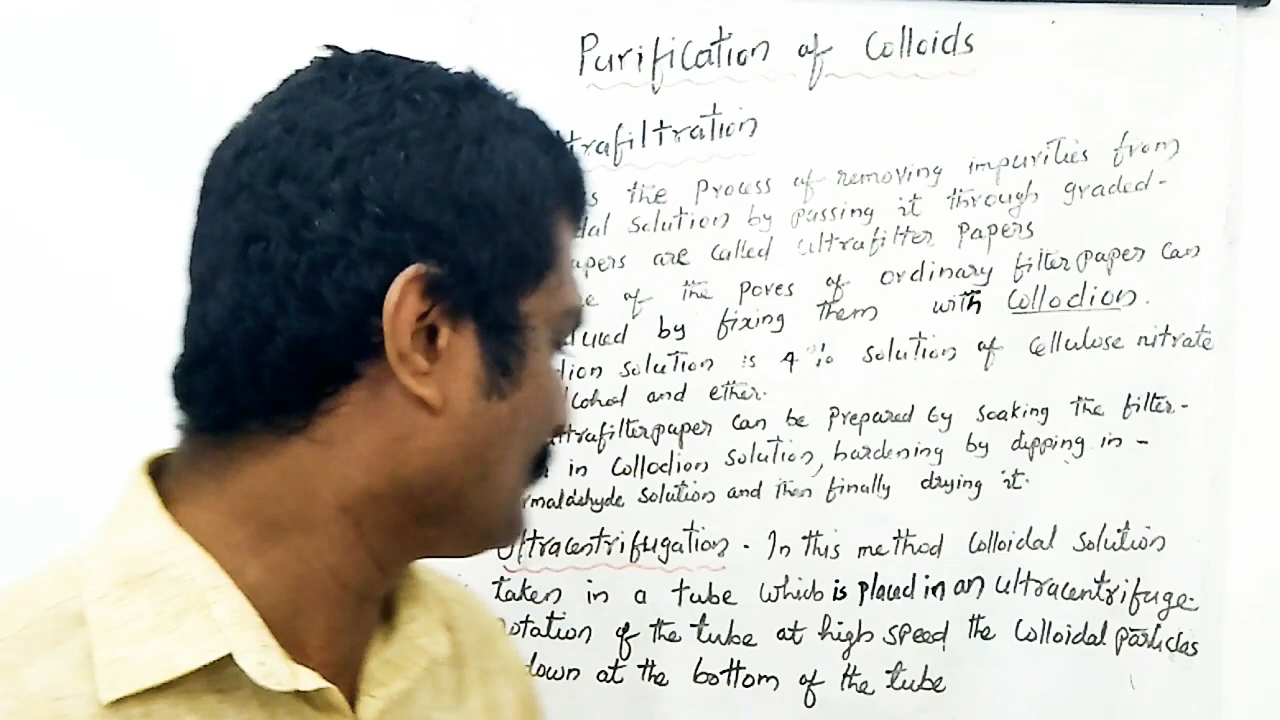 Purification of Colloids
trafiltration
s the Process of removing impurities from
dal solution by passing it through graded-
apers are called ultrafilter Papers
e of the pores of ordinary filter paper can
duced by fixing them with Collodion.
dion solution is 4% solution of cellulose nitrate
lcohol and ether.
ltrafilterpaper can be prepared by soaking the filter-
in Collodion solution, hardening by dipping in -
rmaldehyde solution and then finally drying it.
Ultracentrifugation - In this method Colloidal solution
taken in a tube which is placed in an ultracentrifuge-
otation of the tube at high speed the Colloidal particles
down at the bottom of the tube